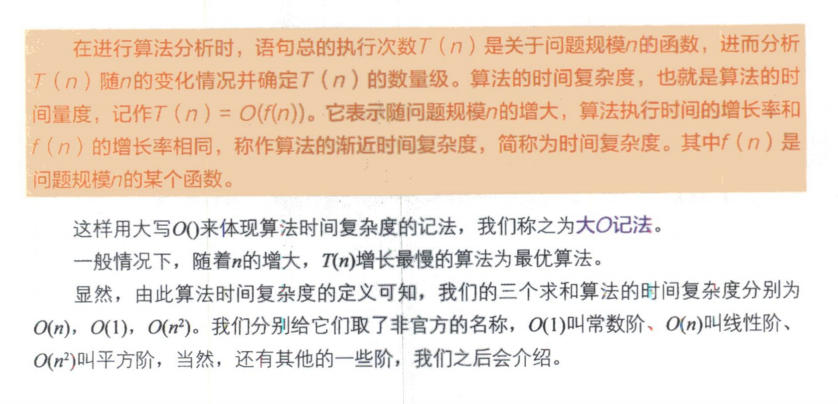 在进行算法分析时，语句总的执行次数T（n）是关于问题规模n的函数，进而分析
T（n）随n的变化情况并确定T（n）的数量级。算法的时间复杂度，也就是算法的时
间量度，记作T（n）= O(f(n))。它表示随问题规模n的增大，算法执行时间的增长率和
f（n）的增长率相同，称作算法的渐近时间复杂度，简称为时间复杂度。其中f（n）是
问题规模n的某个函数。
这样用大写O()来体现算法时间复杂度的记法，我们称之为大O记法。
一般情况下，随着n的增大，T(n)增长最慢的算法为最优算法。
显然，由此算法时间复杂度的定义可知，我们的三个求和算法的时间复杂度分别为
O(n)，O(1)，O(n²)。我们分别给它们取了非官方的名称，O(1)叫常数阶、O(n)叫线性阶、
O(n²)叫平方阶，当然，还有其他的一些阶，我们之后会介绍。